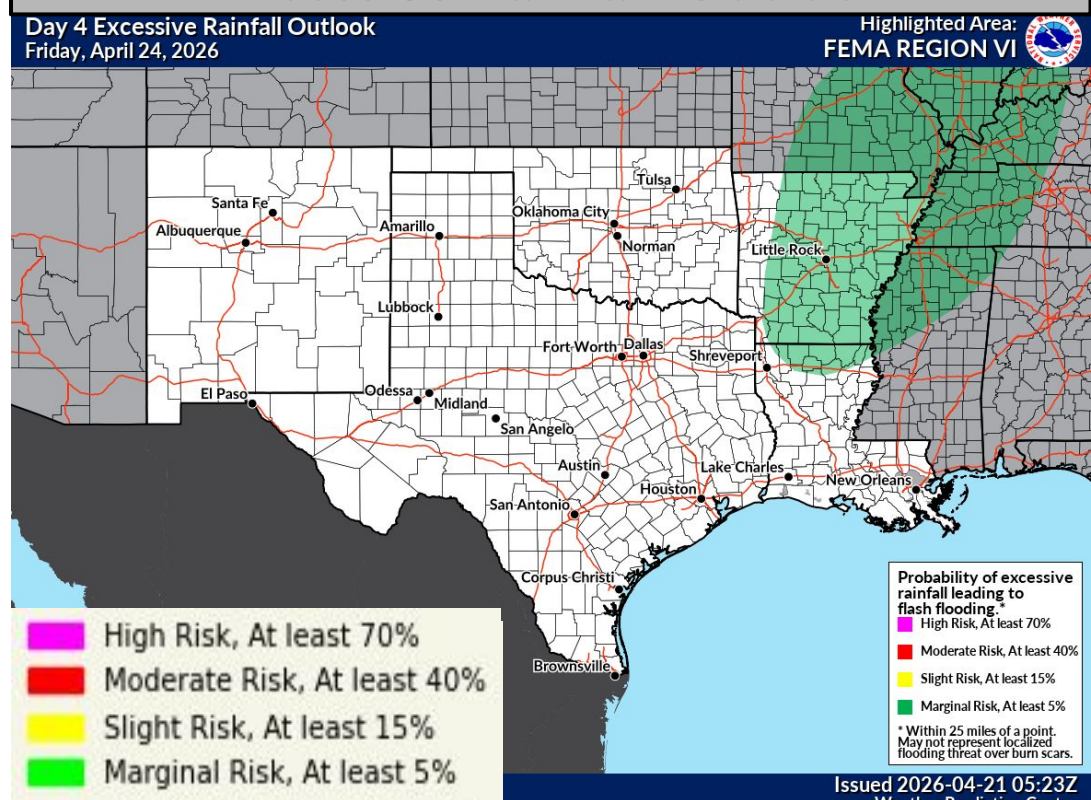 Day 4 Excessive Rainfall Outlook
Friday, April 24, 2026
Highlighted Area:
FEMA REGION VI
Tulsa
Santa Fe
Oklahoma City
Albuquerque
Amarillo
Norman
Little Rock
Lubbock
Fort Worth
Dallas
Shreveport
El Paso
Odessa
Midland
San Angelo
Austin
Lake Charles
New Orleans
Houston
San Antonio
Corpus Christi
Brownsville
High Risk, At least 70%
Moderate Risk, At least 40%
Slight Risk, At least 15%
Marginal Risk, At least 5%
Probability of excessive
rainfall leading to
flash flooding.*
High Risk, At least 70%
Moderate Risk, At least 40%
Slight Risk, At least 15%
Marginal Risk, At least 5%
* Within 25 miles of a point.
May not represent localized
flooding threat over burn scars.
Issued 2026-04-21 05:23Z
Weather Prediction Center